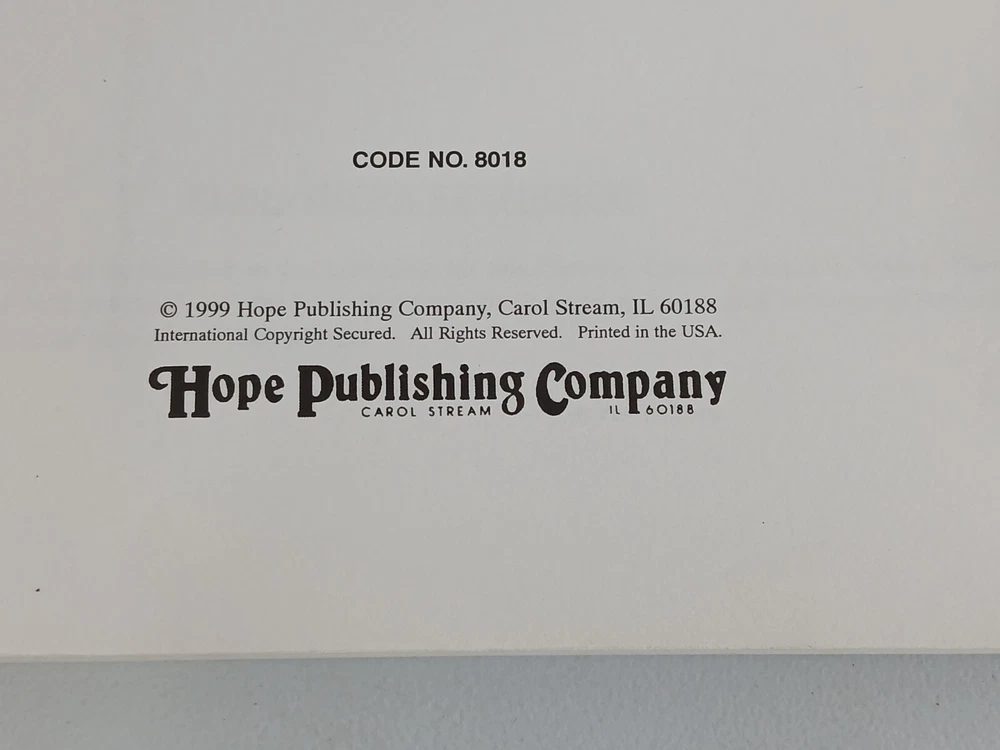 CODE NO. 8018
© 1999 Hope Publishing Company, Carol Stream, IL 60188
International Copyright Secured. All Rights Reserved. Printed in the USA.
Hope Publishing Company
CAROL STREAM IL 60188